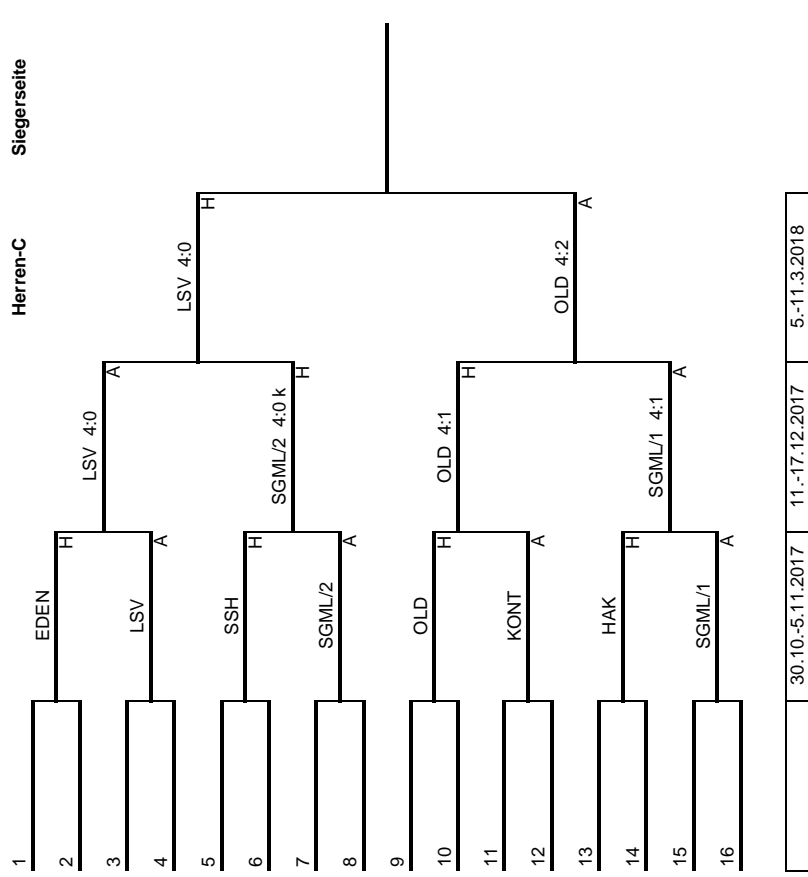 Herren-C
Siegerseite
1
2
3
4
5
6
7
8
9
10
11
12
13
14
15
16
EDEN
H
LSV
A
SSH
H
SGML/2
A
OLD
H
KONT
A
HAK
H
SGML/1
A
LSV 4:0
A
SGML/2 4:0 k
H
OLD 4:1
H
SGML/1 4:1
A
LSV 4:0
H
OLD 4:2
A
30.10.-5.11.2017
11.-17.12.2017
5.-11.3.2018